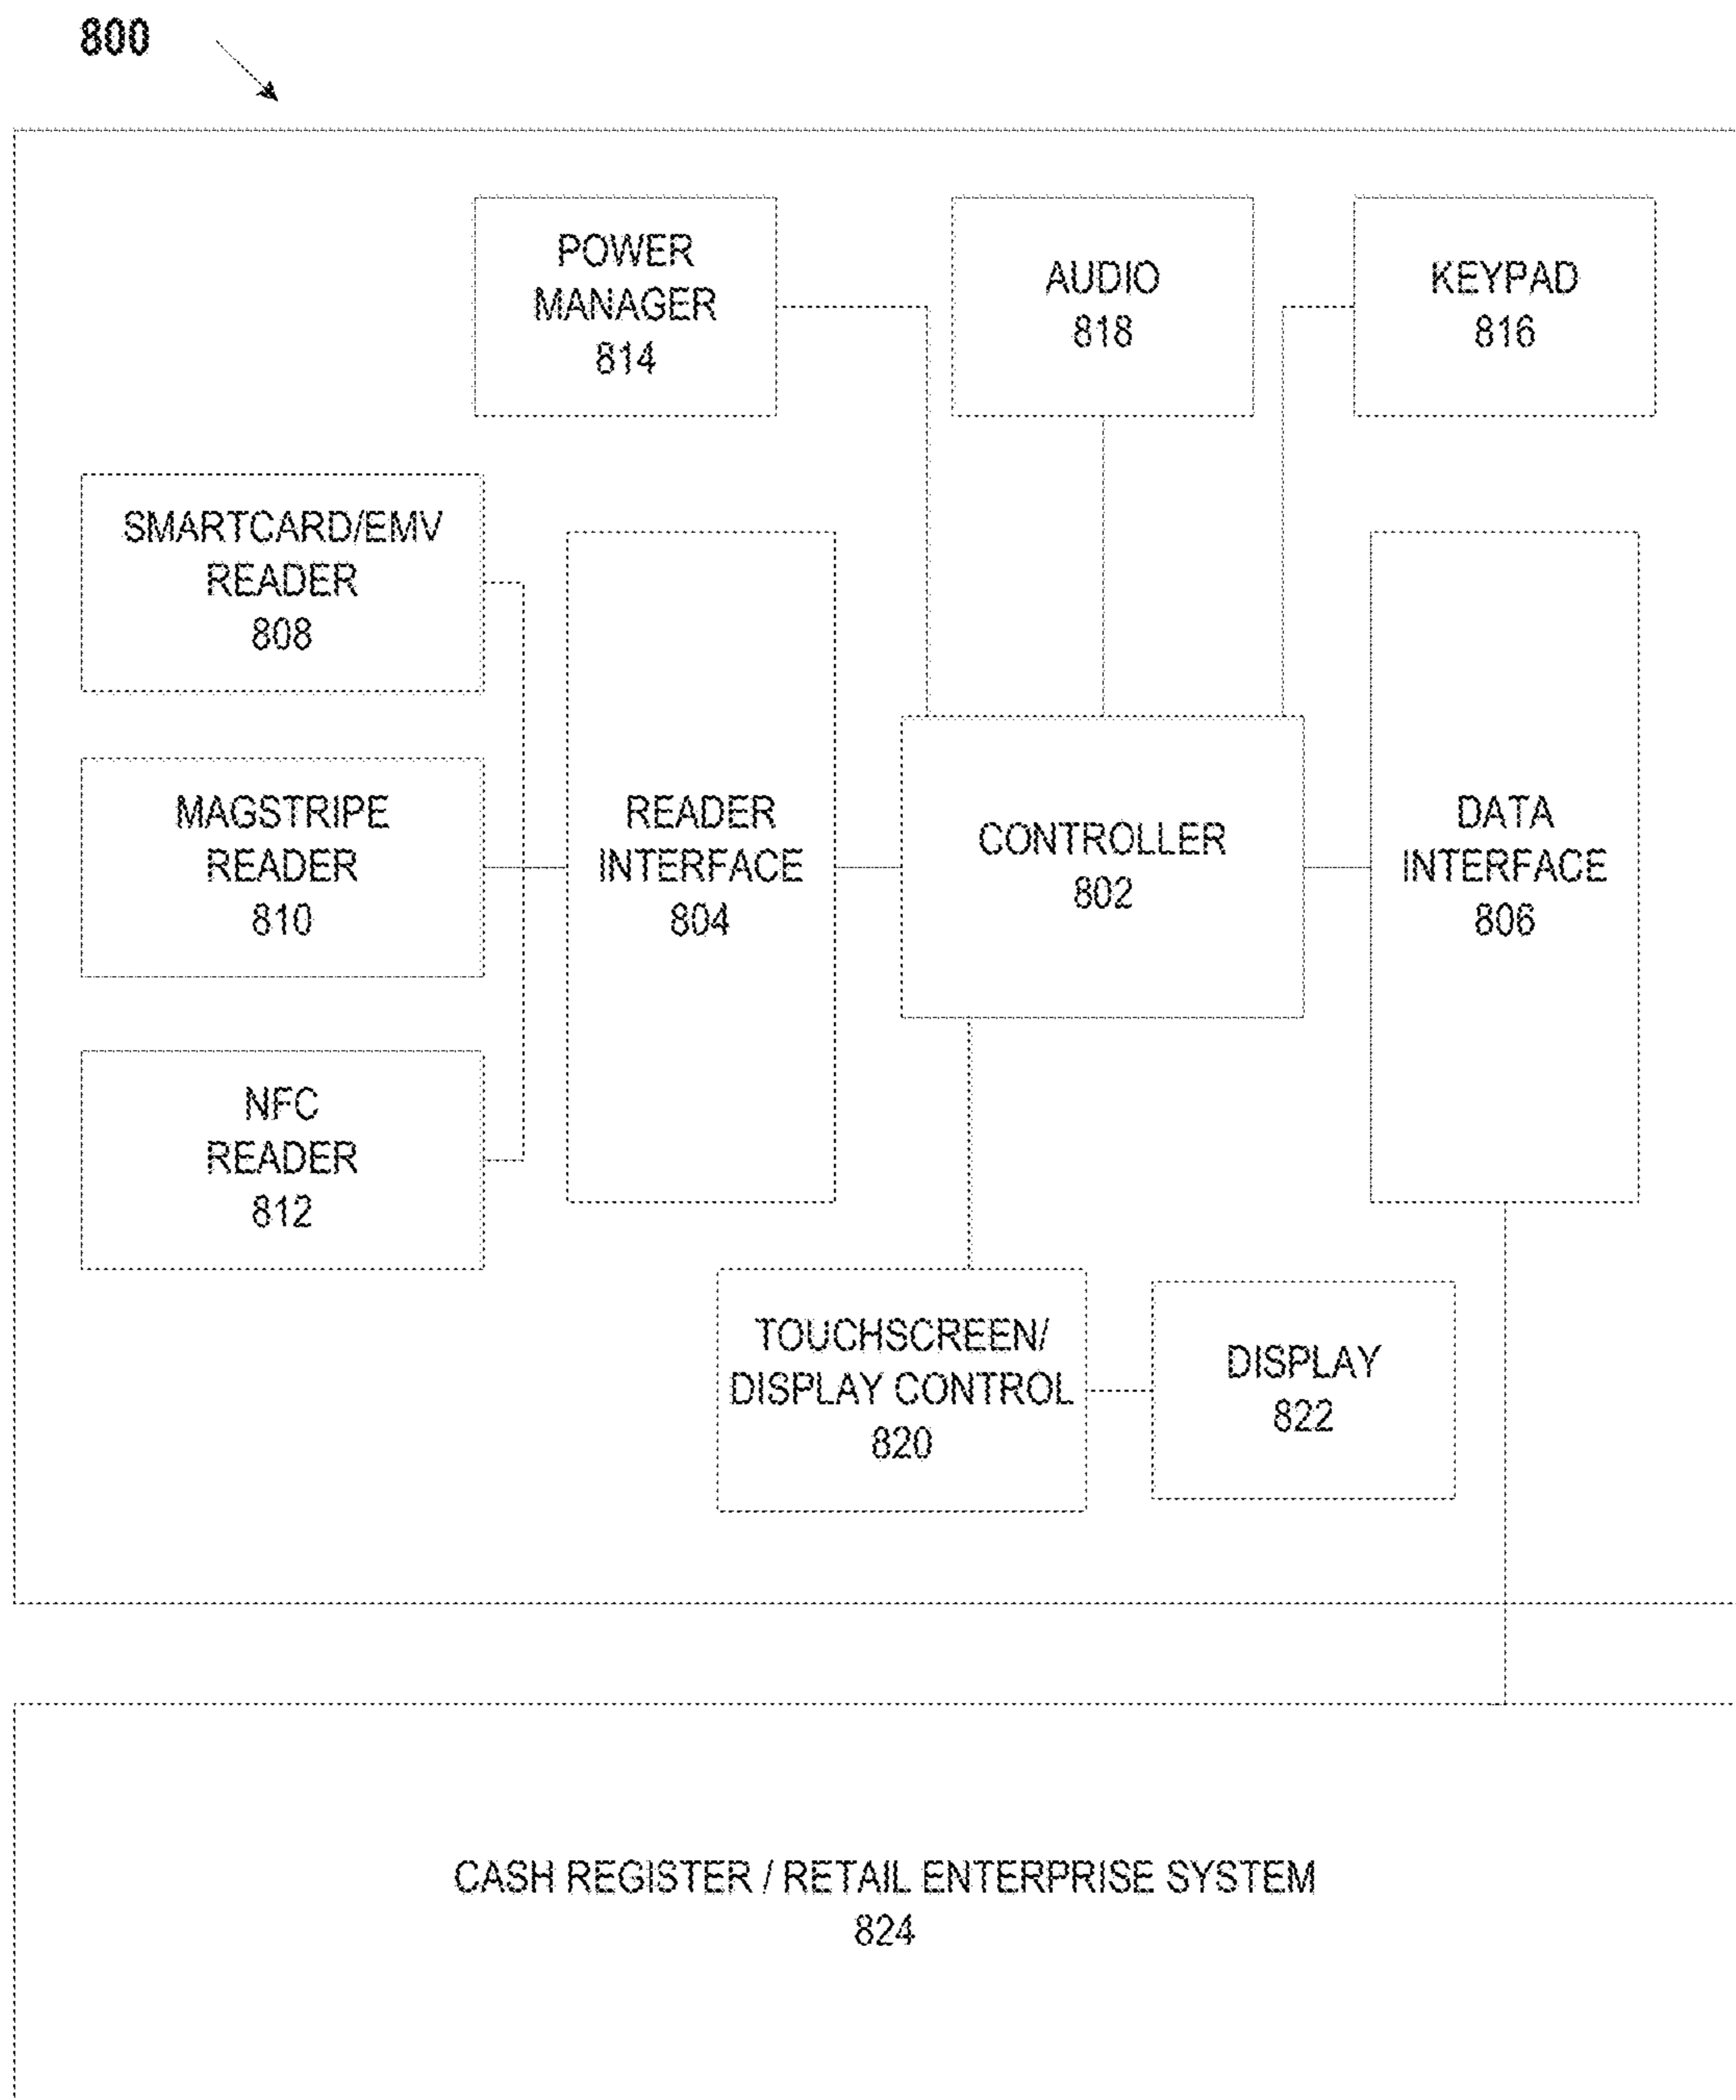 800
POWER
MANAGER
814
AUDIO
818
KEYPAD
816
SMARTCARD/EMV
READER
808
MAGSTRIPE
READER
810
NFC
READER
812
READER
INTERFACE
804
CONTROLLER
802
DATA
INTERFACE
806
TOUCHSCREEN/
DISPLAY CONTROL
820
DISPLAY
822
CASH REGISTER / RETAIL ENTERPRISE SYSTEM
824